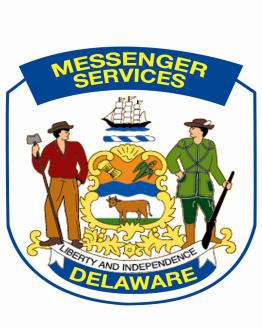 MESSENGER
SERVICES
LIBERTY AND INDEPENDENCE
DELAWARE